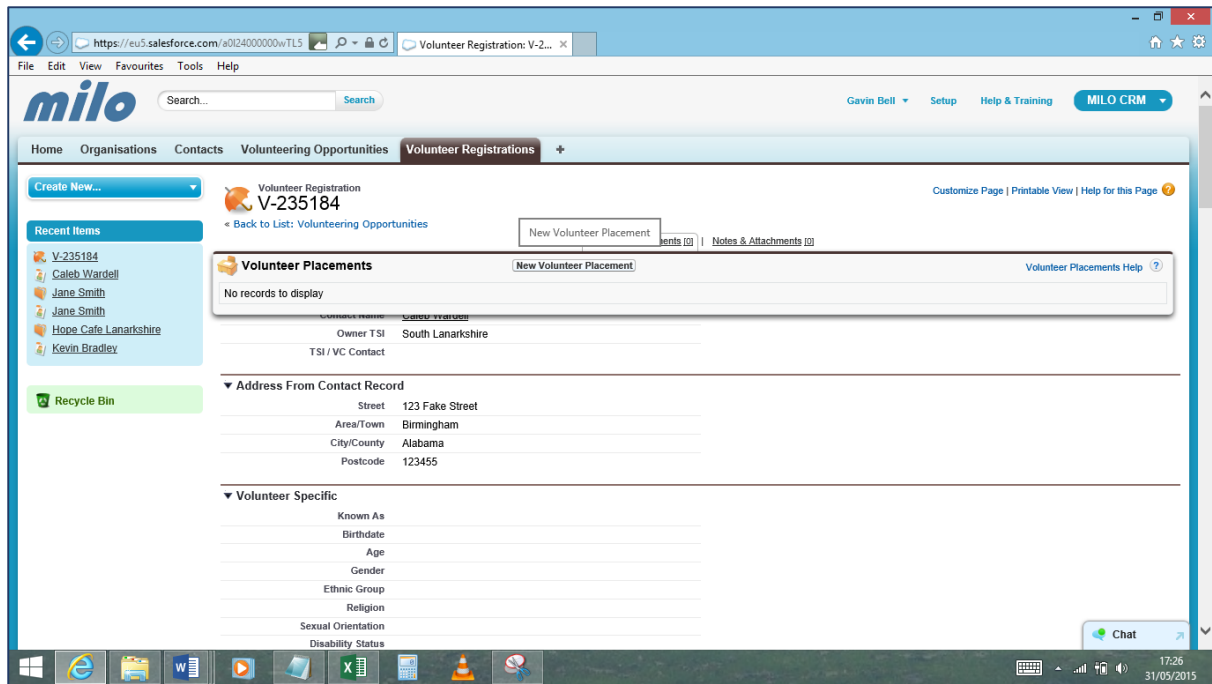 https://eu5.salesforce.com/a0I24000000wTL5
Volunteer Registration: V-2...
File Edit View Favourites Tools Help
milo
Search...
Search
Gavin Bell Setup Help & Training MILO CRM
Home Organisations Contacts Volunteering Opportunities Volunteer Registrations +
Create New...
Recent Items
V-235184
Caleb Wardell
Jane Smith
Jane Smith
Hope Cafe Lanarkshire
Kevin Bradley
Recycle Bin
Volunteer Registration
V-235184
Customize Page | Printable View | Help for this Page
« Back to List: Volunteering Opportunities
New Volunteer Placement
ents [0] | Notes & Attachments [0]
Volunteer Placements New Volunteer Placement Volunteer Placements Help ?
No records to display
Contact Name Caleb Wardell
Owner TSI South Lanarkshire
TSI / VC Contact
Address From Contact Record
Street 123 Fake Street
Area/Town Birmingham
City/County Alabama
Postcode 123455
Volunteer Specific
Known As
Birthdate
Age
Gender
Ethnic Group
Religion
Sexual Orientation
Disability Status
Chat
17:26
31/05/2015